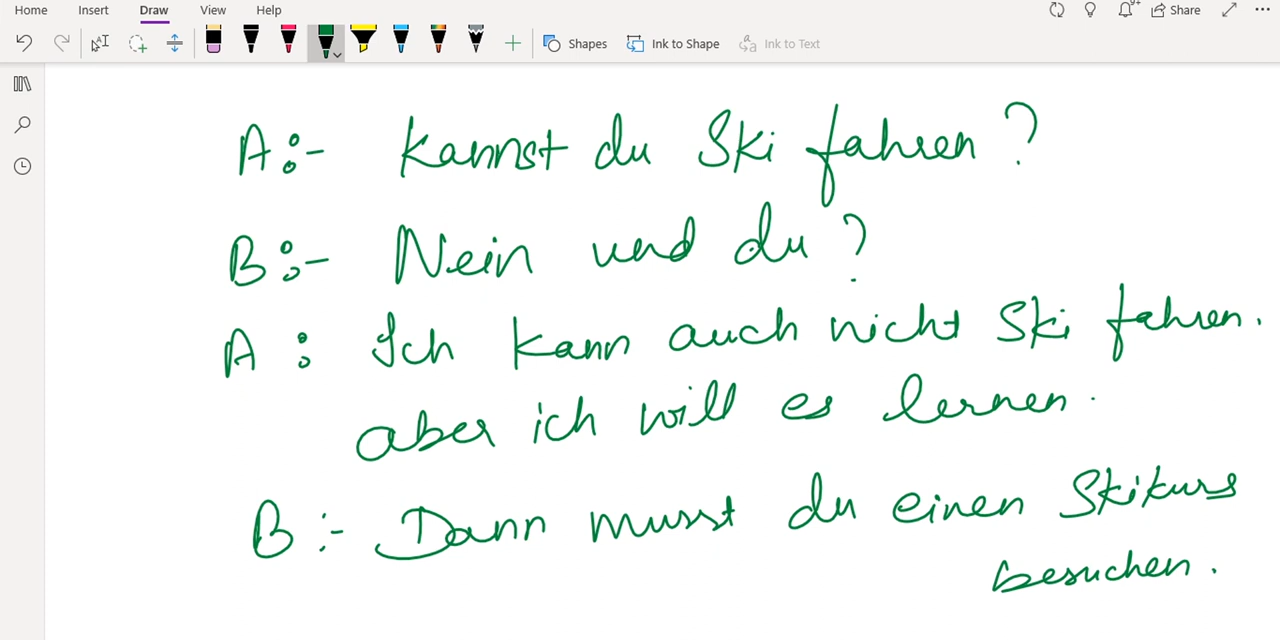 Home Insert Draw View Help Share
Shapes Ink to Shape Ink to Text
A:- Kannst du Ski fahren?
B:- Nein und du?
A: Ich kann auch nicht Ski fahren.
aber ich will es lernen.
B:- Dann musst du einen Skikurs
besuchen.